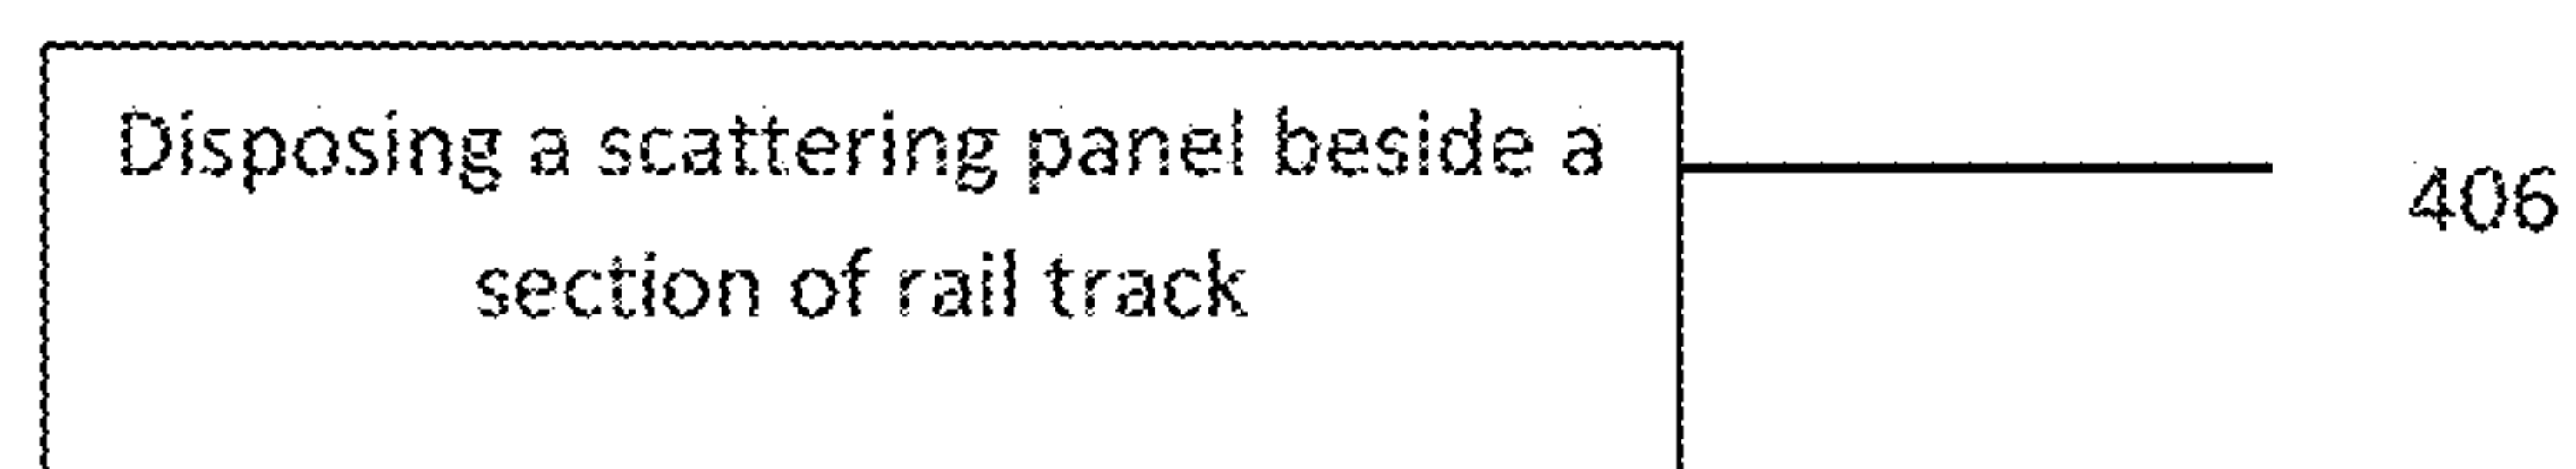 Disposing a scattering panel beside a
section of rail track
406